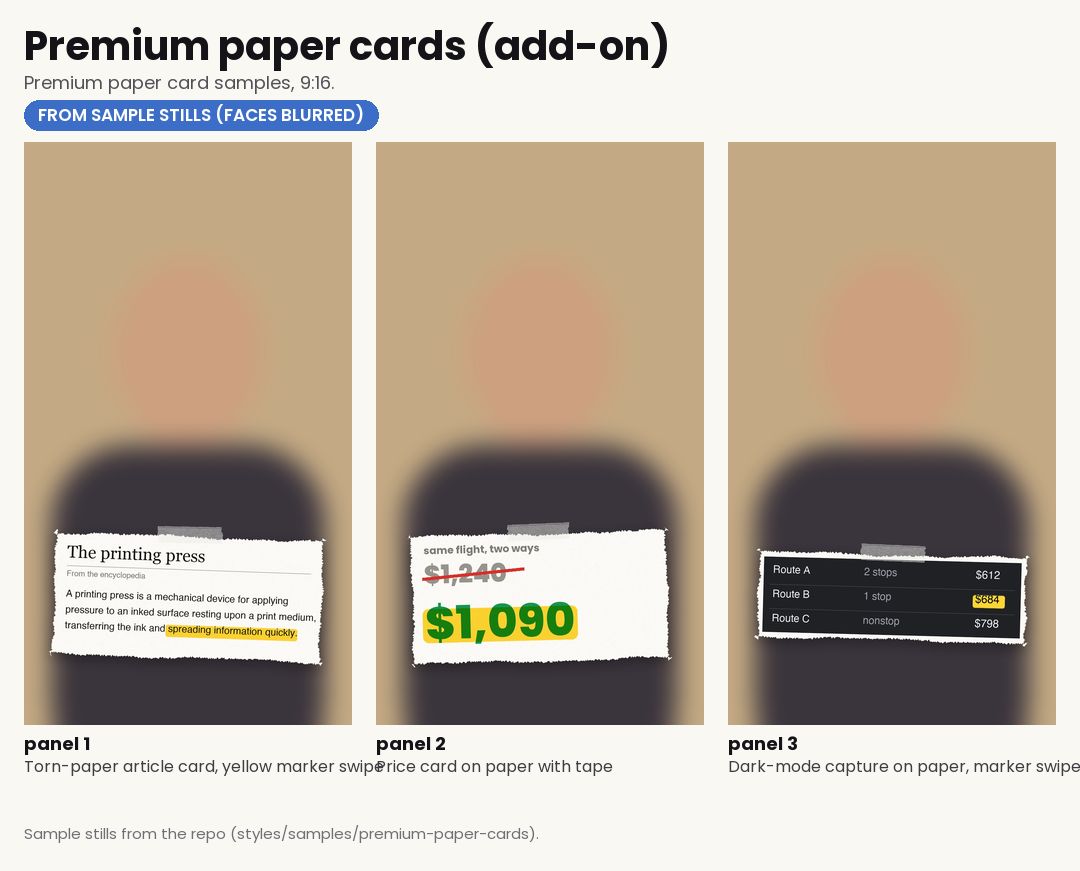 Premium paper cards (add-on)
Premium paper card samples, 9:16.
FROM SAMPLE STILLS (FACES BLURRED)
The printing press
From the encyclopedia
A printing press is a mechanical device for applying
pressure to an inked surface resting upon a print medium,
transferring the ink and spreading information quickly.
same flight, two ways
$1,240
$1,090
Route A 2 stops $612
Route B 1 stop $684
Route C nonstop $798
panel 1
Torn-paper article card, yellow marker swipe
panel 2
Price card on paper with tape
panel 3
Dark-mode capture on paper, marker swipe
Sample stills from the repo (styles/samples/premium-paper-cards).